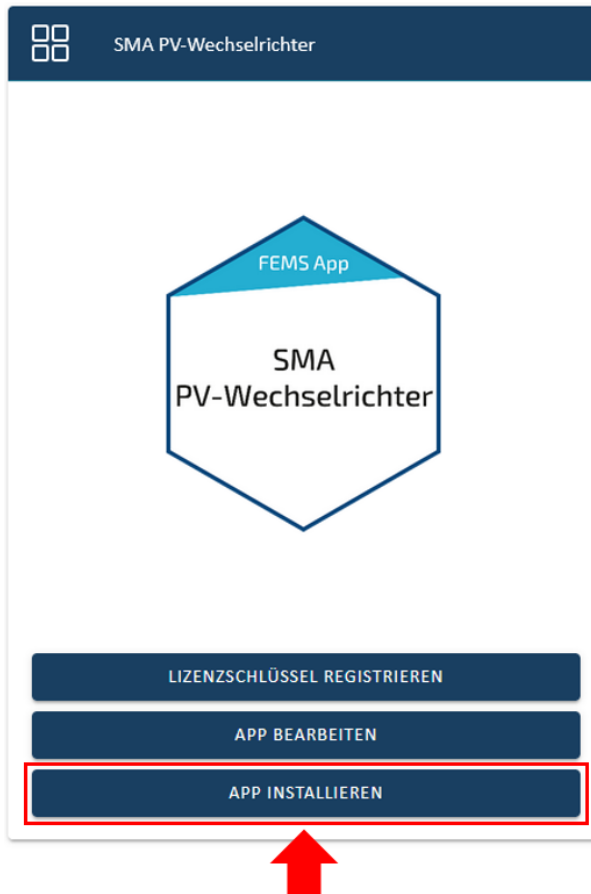 SMA PV-Wechselrichter
FEMS App
SMA
PV-Wechselrichter
LIZENZSCHLÜSSEL REGISTRIEREN
APP BEARBEITEN
APP INSTALLIEREN